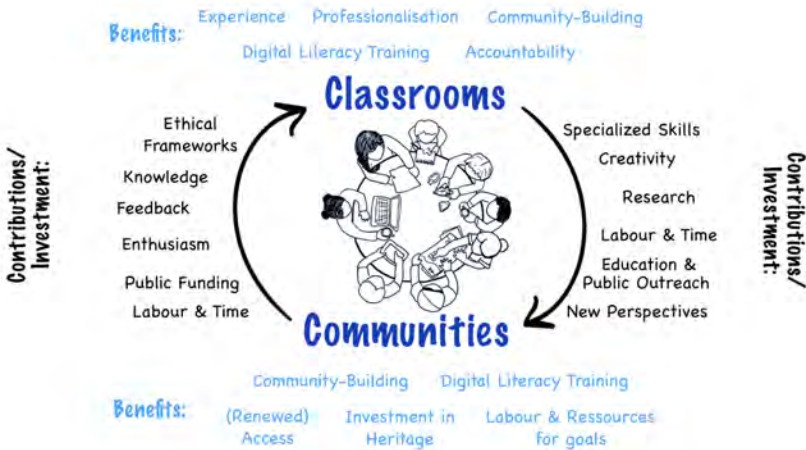 Benefits:
Experience Professionalisation Community-Building
Digital Literacy Training Accountability
Classrooms
Contributions/
Investment:
Ethical
Frameworks
Knowledge
Feedback
Enthusiasm
Public Funding
Labour & Time
Specialized Skills
Creativity
Research
Labour & Time
Education &
Public Outreach
New Perspectives
Contributions/
Investment:
Communities
Benefits:
Community-Building Digital Literacy Training
(Renewed) Investment in Labour & Ressources
Access Heritage for goals